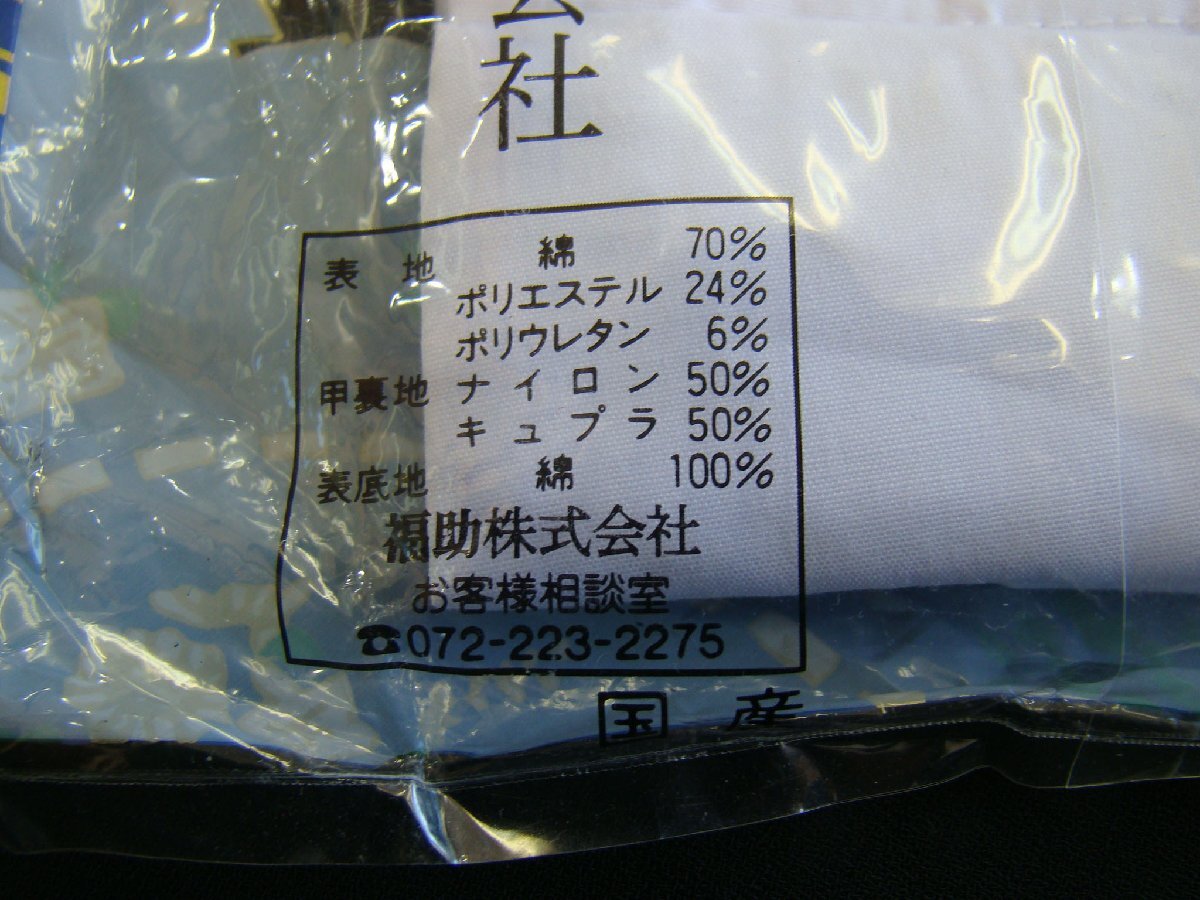 会
社
表 地 綿 70%
ポリエステル 24%
ポリウレタン 6%
甲裏地 ナイロン 50%
キュプラ 50%
表底地 綿 100%
福助株式会社
お客様相談室
☎072-223-2275
国産